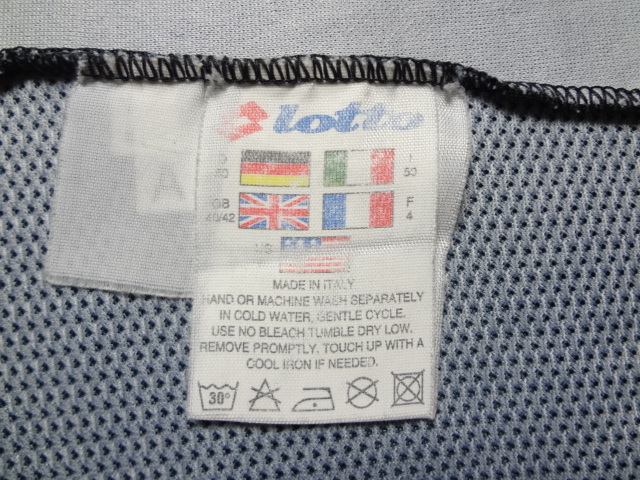 lotto
I
50
GB
40/42
F
4
US
MADE IN ITALY
HAND OR MACHINE WASH SEPARATELY
IN COLD WATER, GENTLE CYCLE.
USE NO BLEACH TUMBLE DRY LOW.
REMOVE PROMPTLY. TOUCH UP WITH A
COOL IRON IF NEEDED.
30°